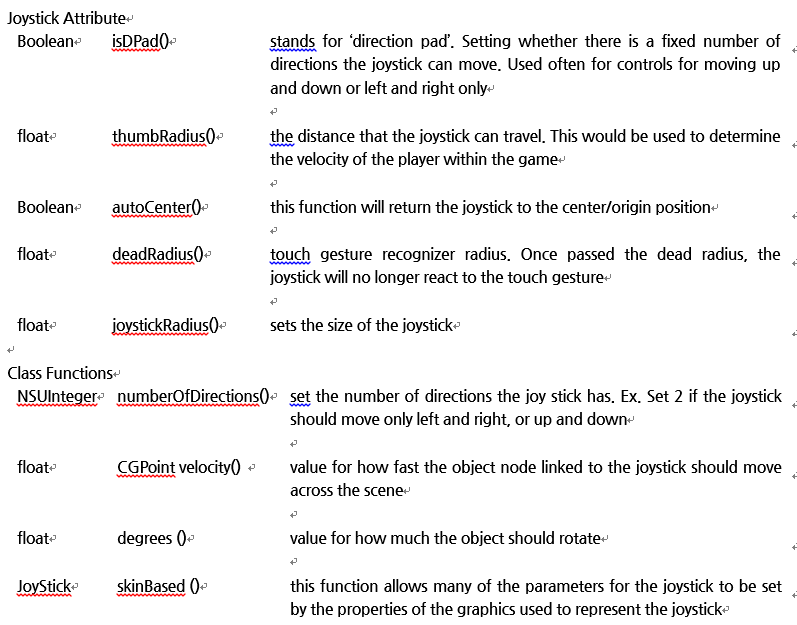 Joystick Attribute
Boolean isDPad() stands for ‘direction pad’. Setting whether there is a fixed number of
directions the joystick can move. Used often for controls for moving up
and down or left and right only
float thumbRadius() the distance that the joystick can travel. This would be used to determine
the velocity of the player within the game
Boolean autoCenter() this function will return the joystick to the center/origin position
float deadRadius() touch gesture recognizer radius. Once passed the dead radius, the
joystick will no longer react to the touch gesture
float joystickRadius() sets the size of the joystick
Class Functions
NSUInteger numberOfDirections() set the number of directions the joy stick has. Ex. Set 2 if the joystick
should move only left and right, or up and down
float CGPoint velocity() value for how fast the object node linked to the joystick should move
across the scene
float degrees () value for how much the object should rotate
JoyStick skinBased () this function allows many of the parameters for the joystick to be set
by the properties of the graphics used to represent the joystick